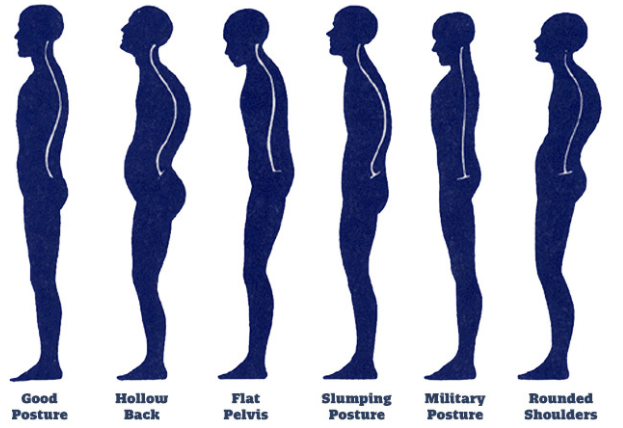 Good
Posture
Hollow
Back
Flat
Pelvis
Slumping
Posture
Military
Posture
Rounded
Shoulders